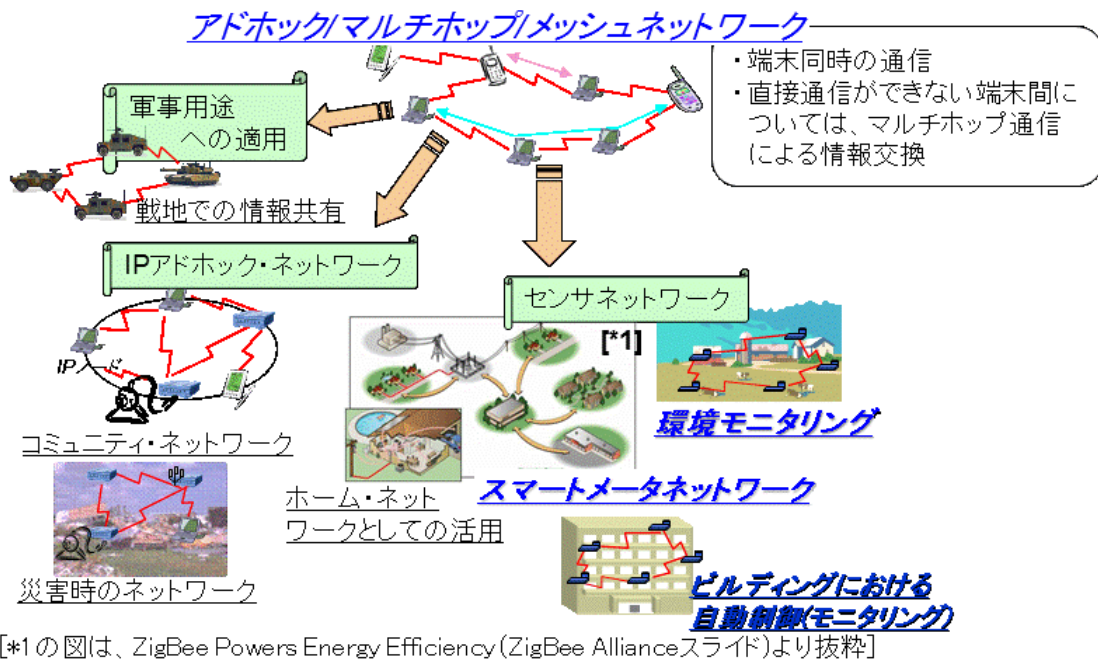 アドホック/マルチホップ/メッシュネットワーク
・端末同時の通信
・直接通信ができない端末間に
ついては、マルチホップ通信
による情報交換
軍事用途
への適用
戦地での情報共有
IPアドホック・ネットワーク
センサネットワーク
[*1]
IPノード
環境モニタリング
コミュニティ・ネットワーク
ホーム・ネット
ワークとしての活用
スマートメータネットワーク
災害時のネットワーク
ビルディングにおける
自動制御(モニタリング)
[*1の図は、ZigBee Powers Energy Efficiency(ZigBee Allianceスライド)より抜粋]